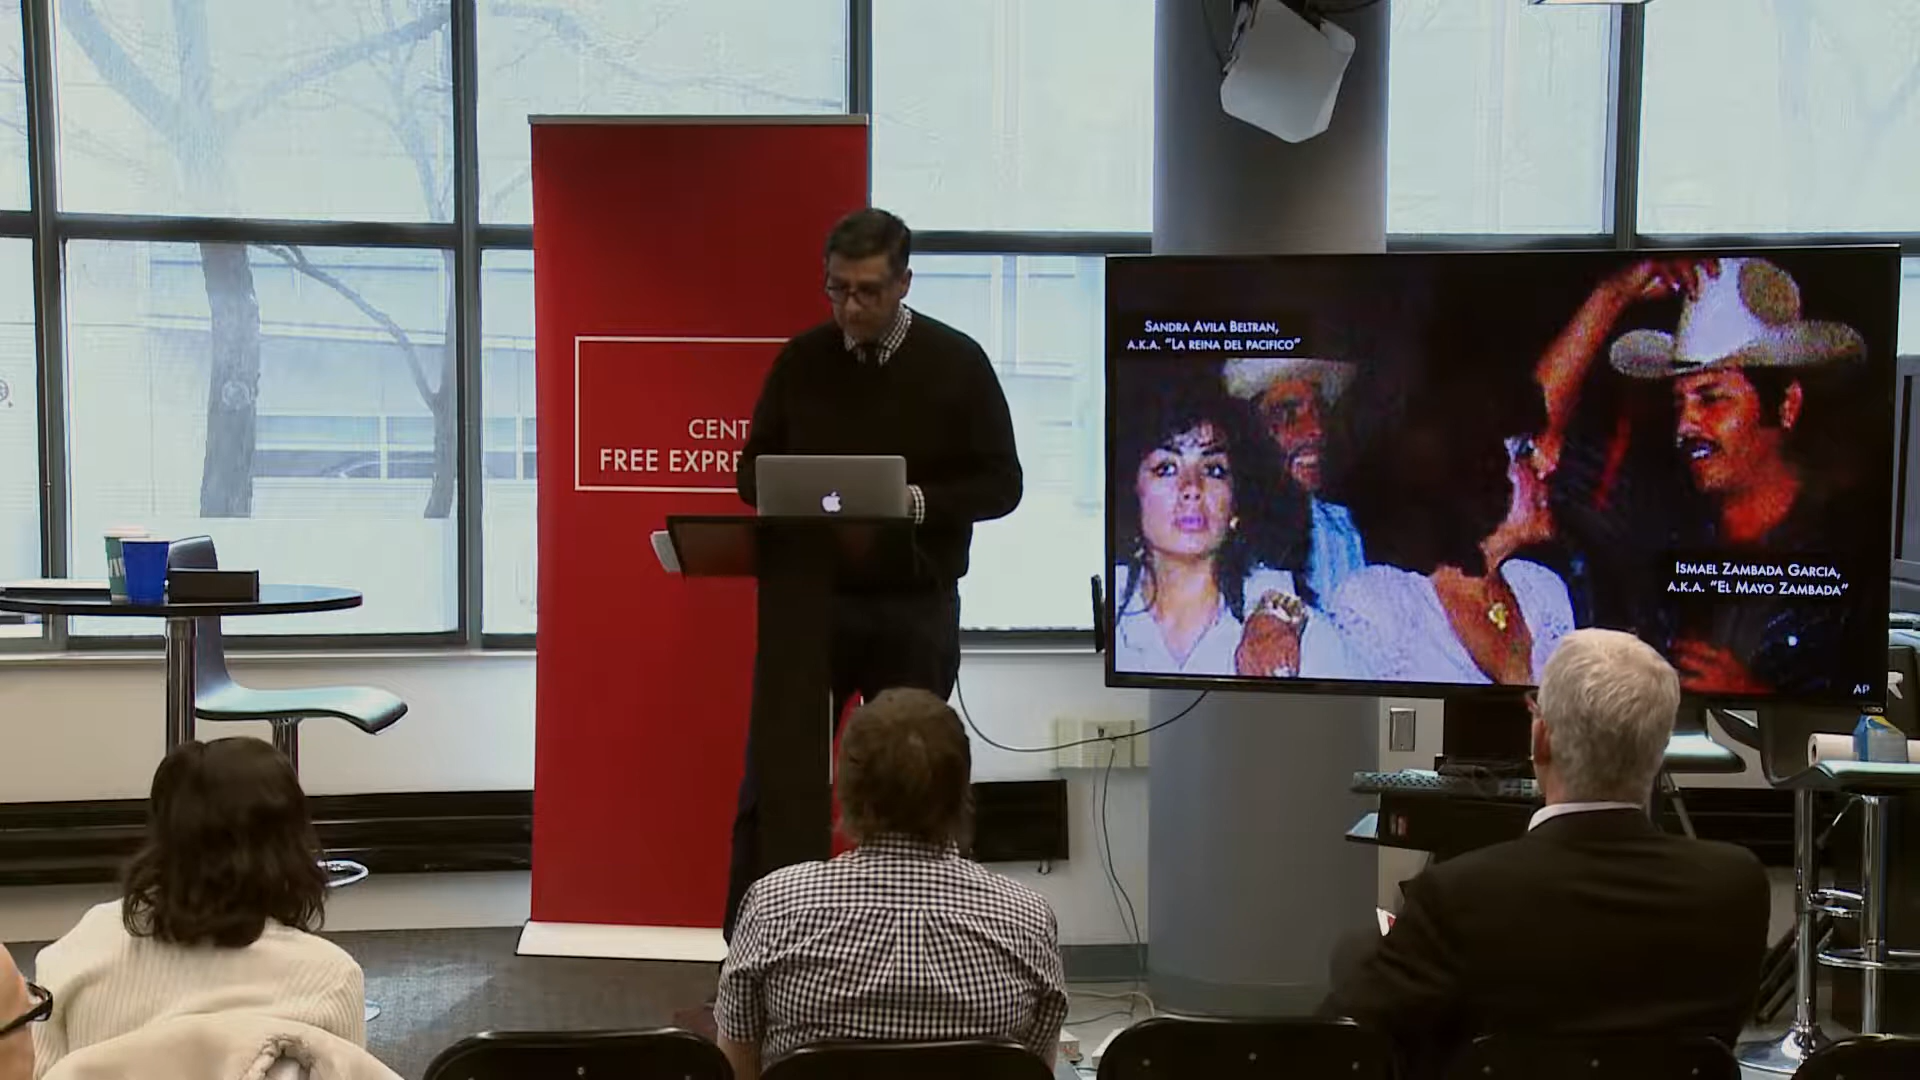 CENT
FREE EXPRE
SANDRA AVILA BELTRAN,
A.K.A. "LA REINA DEL PACIFICO"
ISMAEL ZAMBADA GARCIA,
A.K.A. "EL MAYO ZAMBADA"
AP